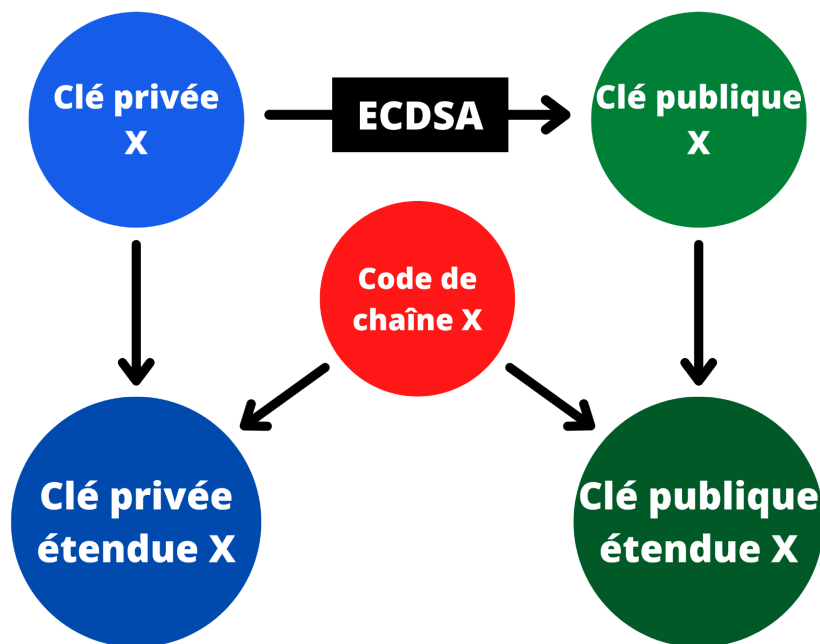 Clé privée
X
ECDSA
Clé publique
X
Code de
chaîne X
Clé privée
étendue X
Clé publique
étendue X